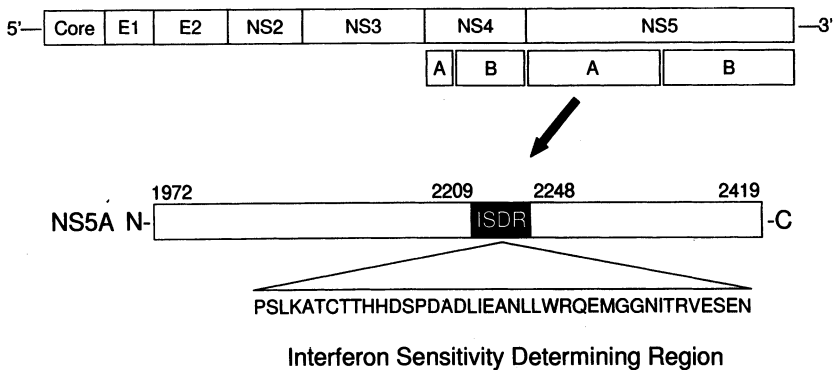 5' Core E1 E2 NS2 NS3 NS4 NS5 3'
A B A B
1972 2209 2248 2419
NS5A N- ISDR -C
PSLKATCTTHHDSPDADLIEANLLWRQEMGGNITRVESEN
Interferon Sensitivity Determining Region